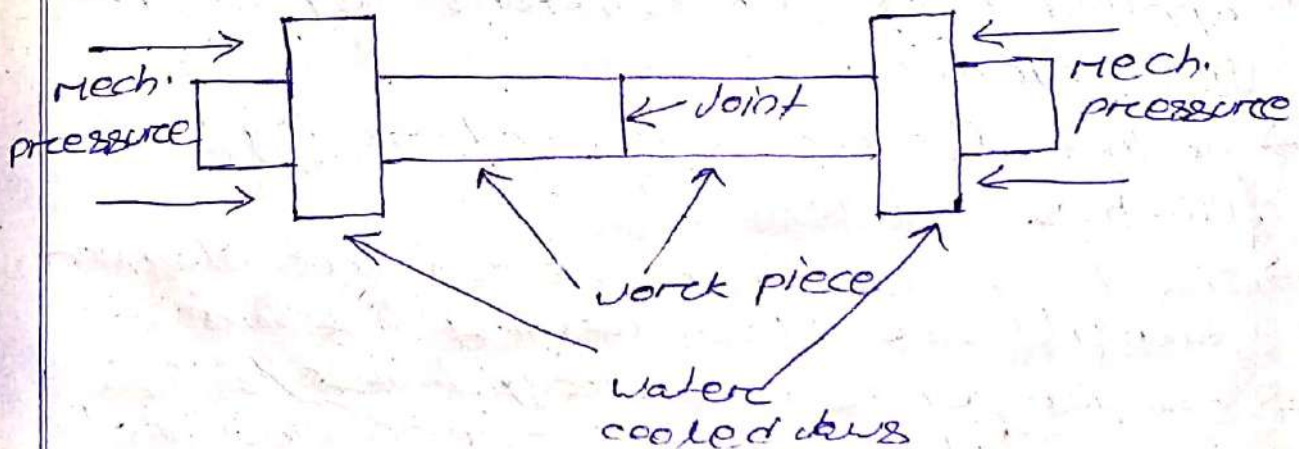 Mech.
pressure
Joint
Mech.
pressure
work piece
water
cooled jaws